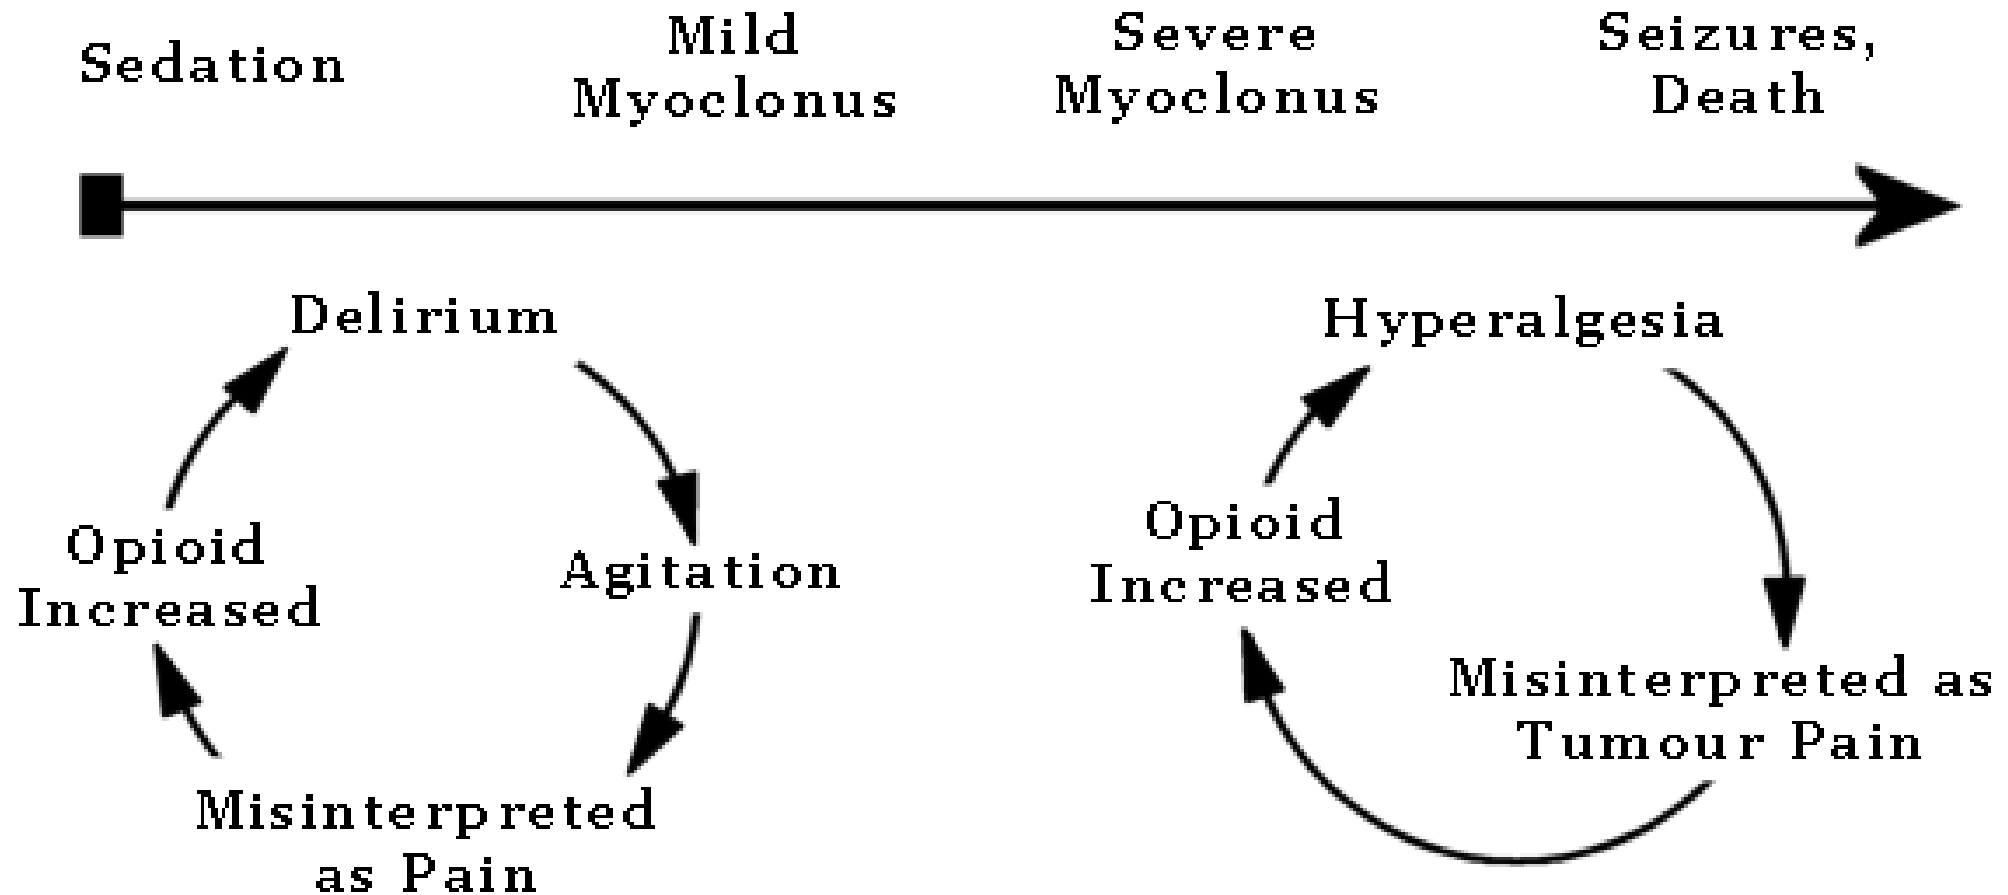 Sedation
Mild
Myoclonus
Severe
Myoclonus
Seizures,
Death
Delirium
Agitation
Misinterpreted
as Pain
Opioid
Increased
Hyperalgesia
Misinterpreted as
Tumour Pain
Opioid
Increased